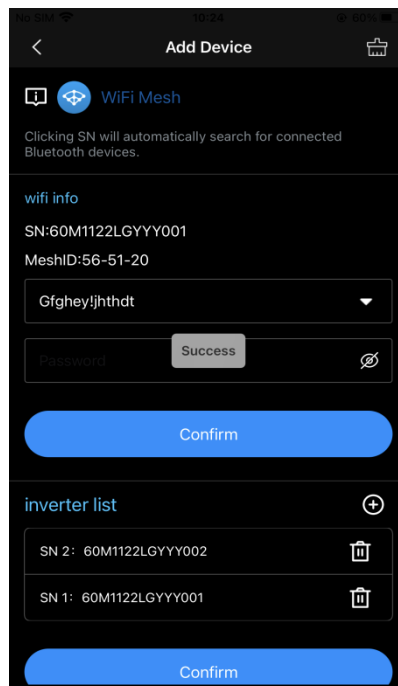 No SIM 10:24 60%
Add Device
WiFi Mesh
Clicking SN will automatically search for connected
Bluetooth devices.
wifi info
SN:60M1122LGYYY001
MeshID:56-51-20
Gfghey!jhthdt
Password
Success
Confirm
inverter list
SN 2: 60M1122LGYYY002
SN 1: 60M1122LGYYY001
Confirm